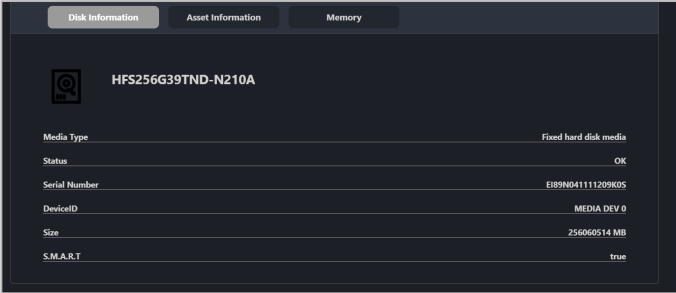 Disk Information Asset Information Memory
HFS256G39TND-N210A
Media Type Fixed hard disk media
Status OK
Serial Number EI89N041111209K0S
DeviceID MEDIA DEV 0
Size 256060514 MB
S.M.A.R.T true